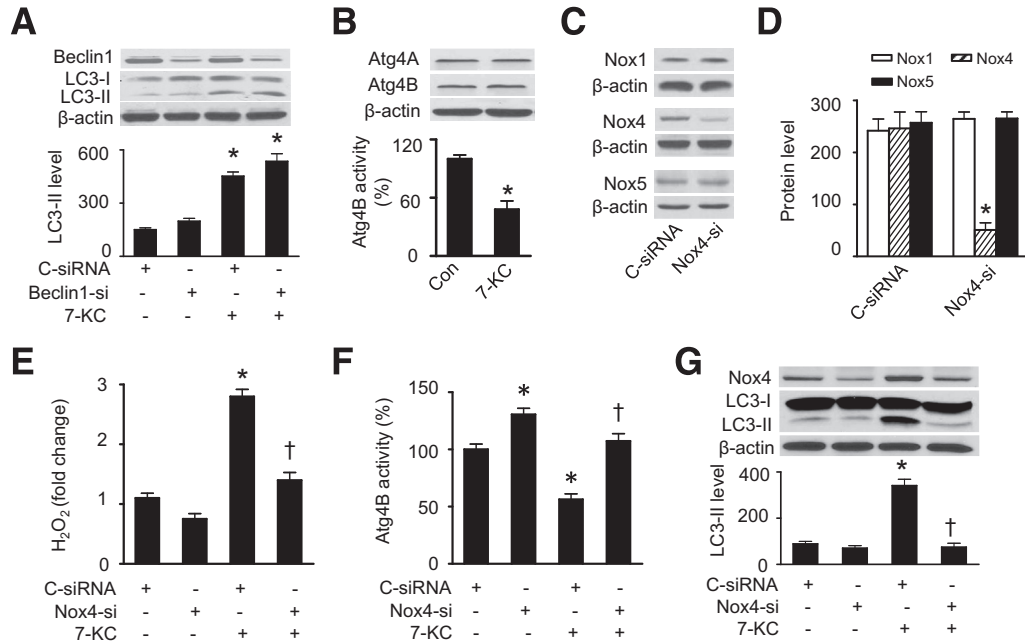 A
Beclin1
LC3-I
LC3-II
β-actin
LC3-II level
600
300
0
C-siRNA + - + -
Beclin1-si - + - +
7-KC - - + +
* *
B
Atg4A
Atg4B
β-actin
Atg4B activity
(%)
120
60
0
*
Con 7-KC
C
Nox1
β-actin
Nox4
β-actin
Nox5
β-actin
C-siRNA Nox4-si
D
Nox1 Nox4
Nox5
Protein level
300
200
100
0
*
C-siRNA Nox4-si
E
H₂O₂ (fold change)
3
2
1
0
* †
C-siRNA + - + -
Nox4-si - + - +
7-KC - - + +
F
Atg4B activity (%)
150
100
50
0
* * †
C-siRNA + - + -
Nox4-si - + - +
7-KC - - + +
G
Nox4
LC3-I
LC3-II
β-actin
LC3-II level
400
200
0
* †
C-siRNA + - + -
Nox4-si - + - +
7-KC - - + +